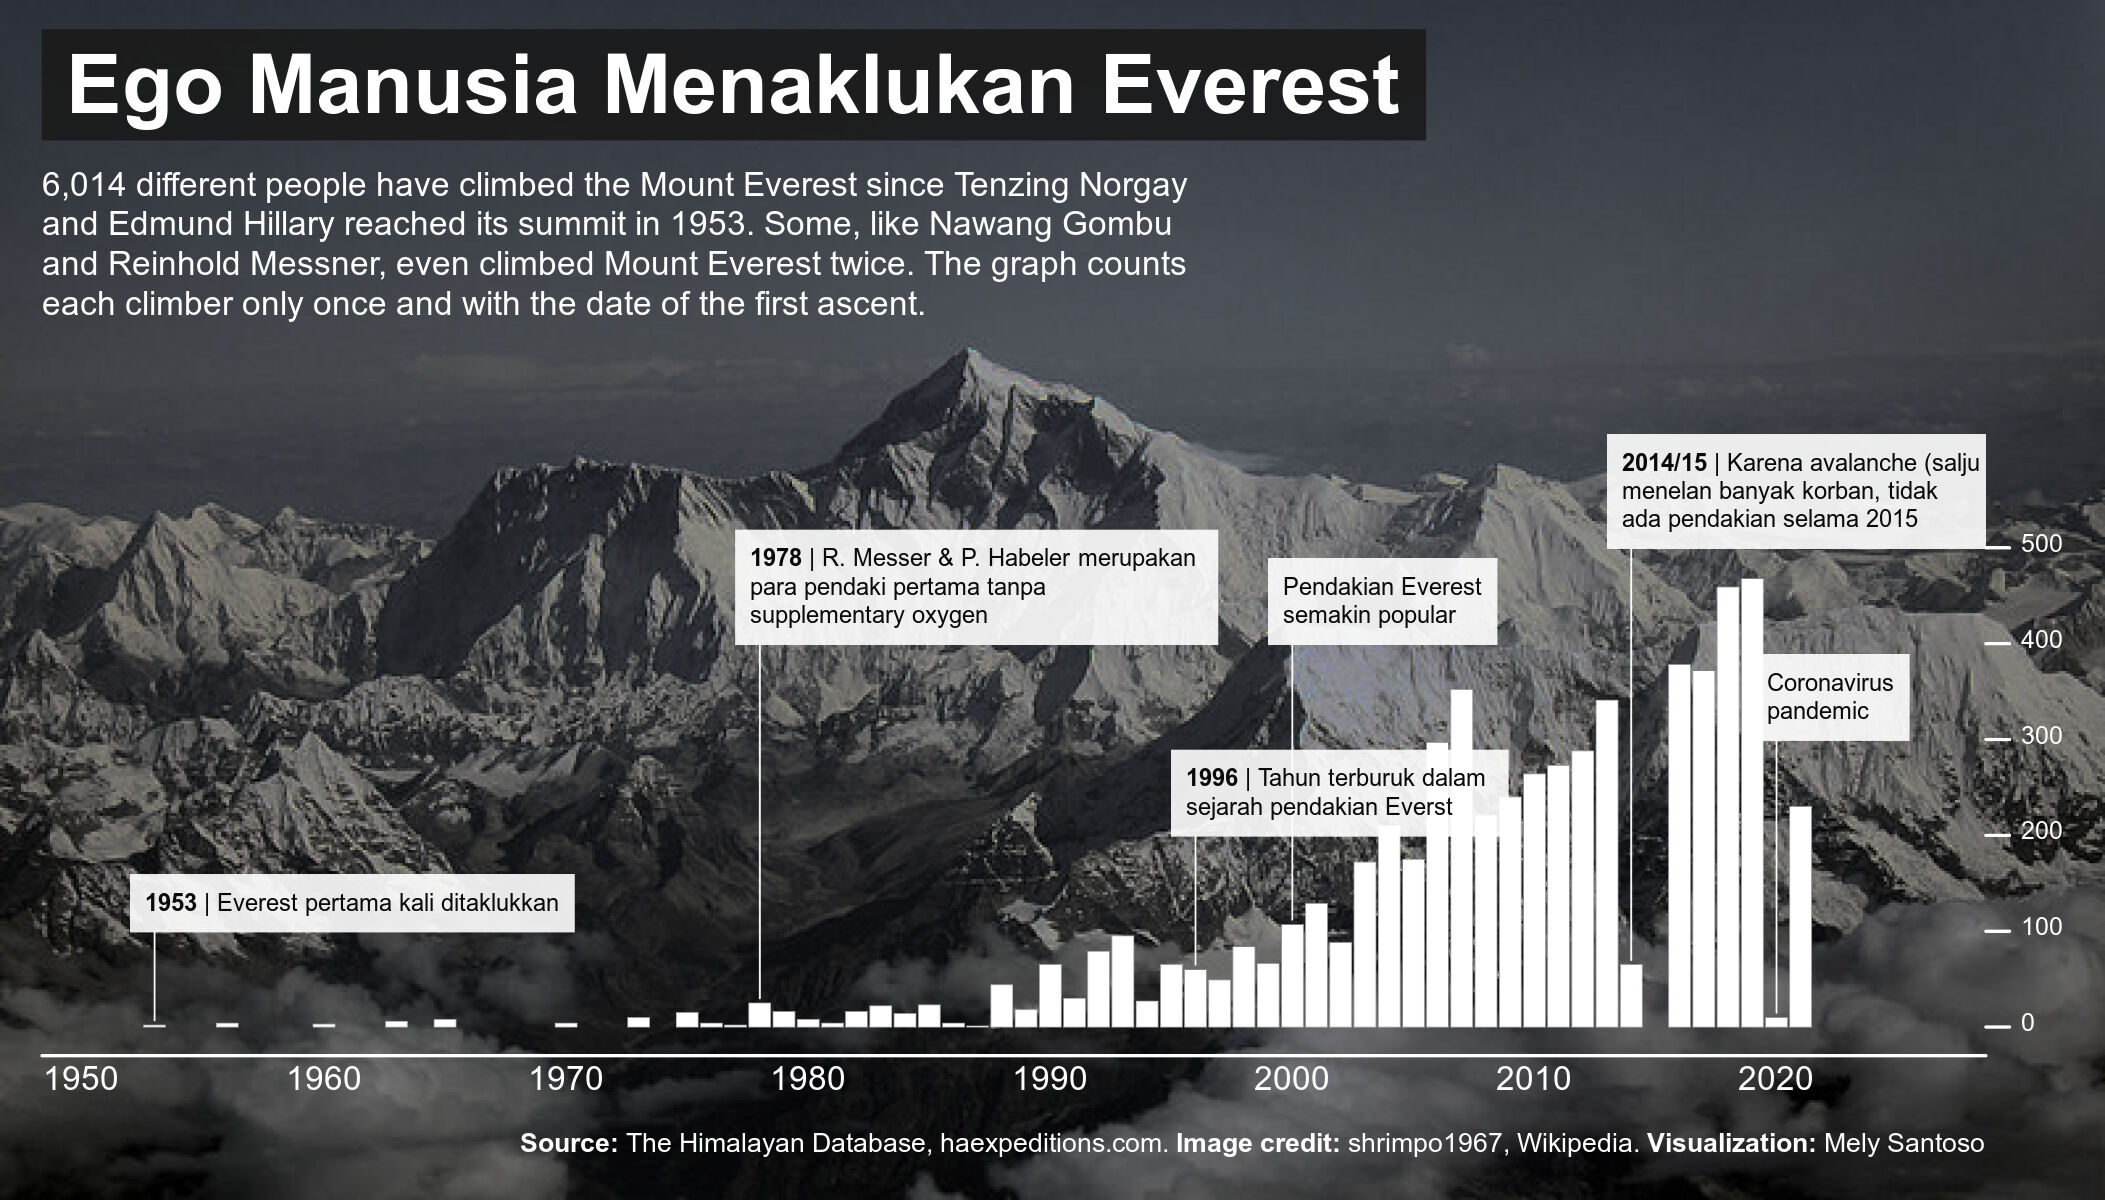 Ego Manusia Menaklukan Everest
6,014 different people have climbed the Mount Everest since Tenzing Norgay
and Edmund Hillary reached its summit in 1953. Some, like Nawang Gombu
and Reinhold Messner, even climbed Mount Everest twice. The graph counts
each climber only once and with the date of the first ascent.
2014/15 | Karena avalanche (salju
menelan banyak korban, tidak
ada pendakian selama 2015
1978 | R. Messer & P. Habeler merupakan
para pendaki pertama tanpa
supplementary oxygen
Pendakian Everest
semakin popular
Coronavirus
pandemic
1996 | Tahun terburuk dalam
sejarah pendakian Everst
1953 | Everest pertama kali ditaklukkan
500
400
300
200
100
0
1950 1960 1970 1980 1990 2000 2010 2020
Source: The Himalayan Database, haexpeditions.com. Image credit: shrimpo1967, Wikipedia. Visualization: Mely Santoso